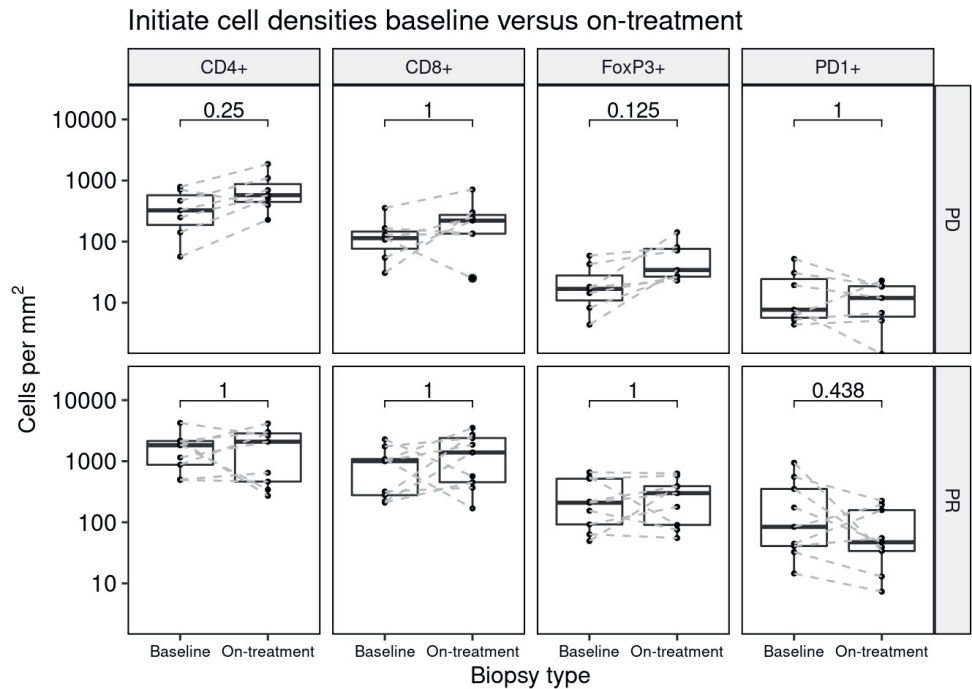 Initiate cell densities baseline versus on-treatment
CD4+ CD8+ FoxP3+ PD1+
0.25 1 0.125 1
10000
1000
100
10
PD
Cells per mm²
1 1 1 0.438
10000
1000
100
10
PR
Baseline On-treatment Baseline On-treatment Baseline On-treatment Baseline On-treatment
Biopsy type